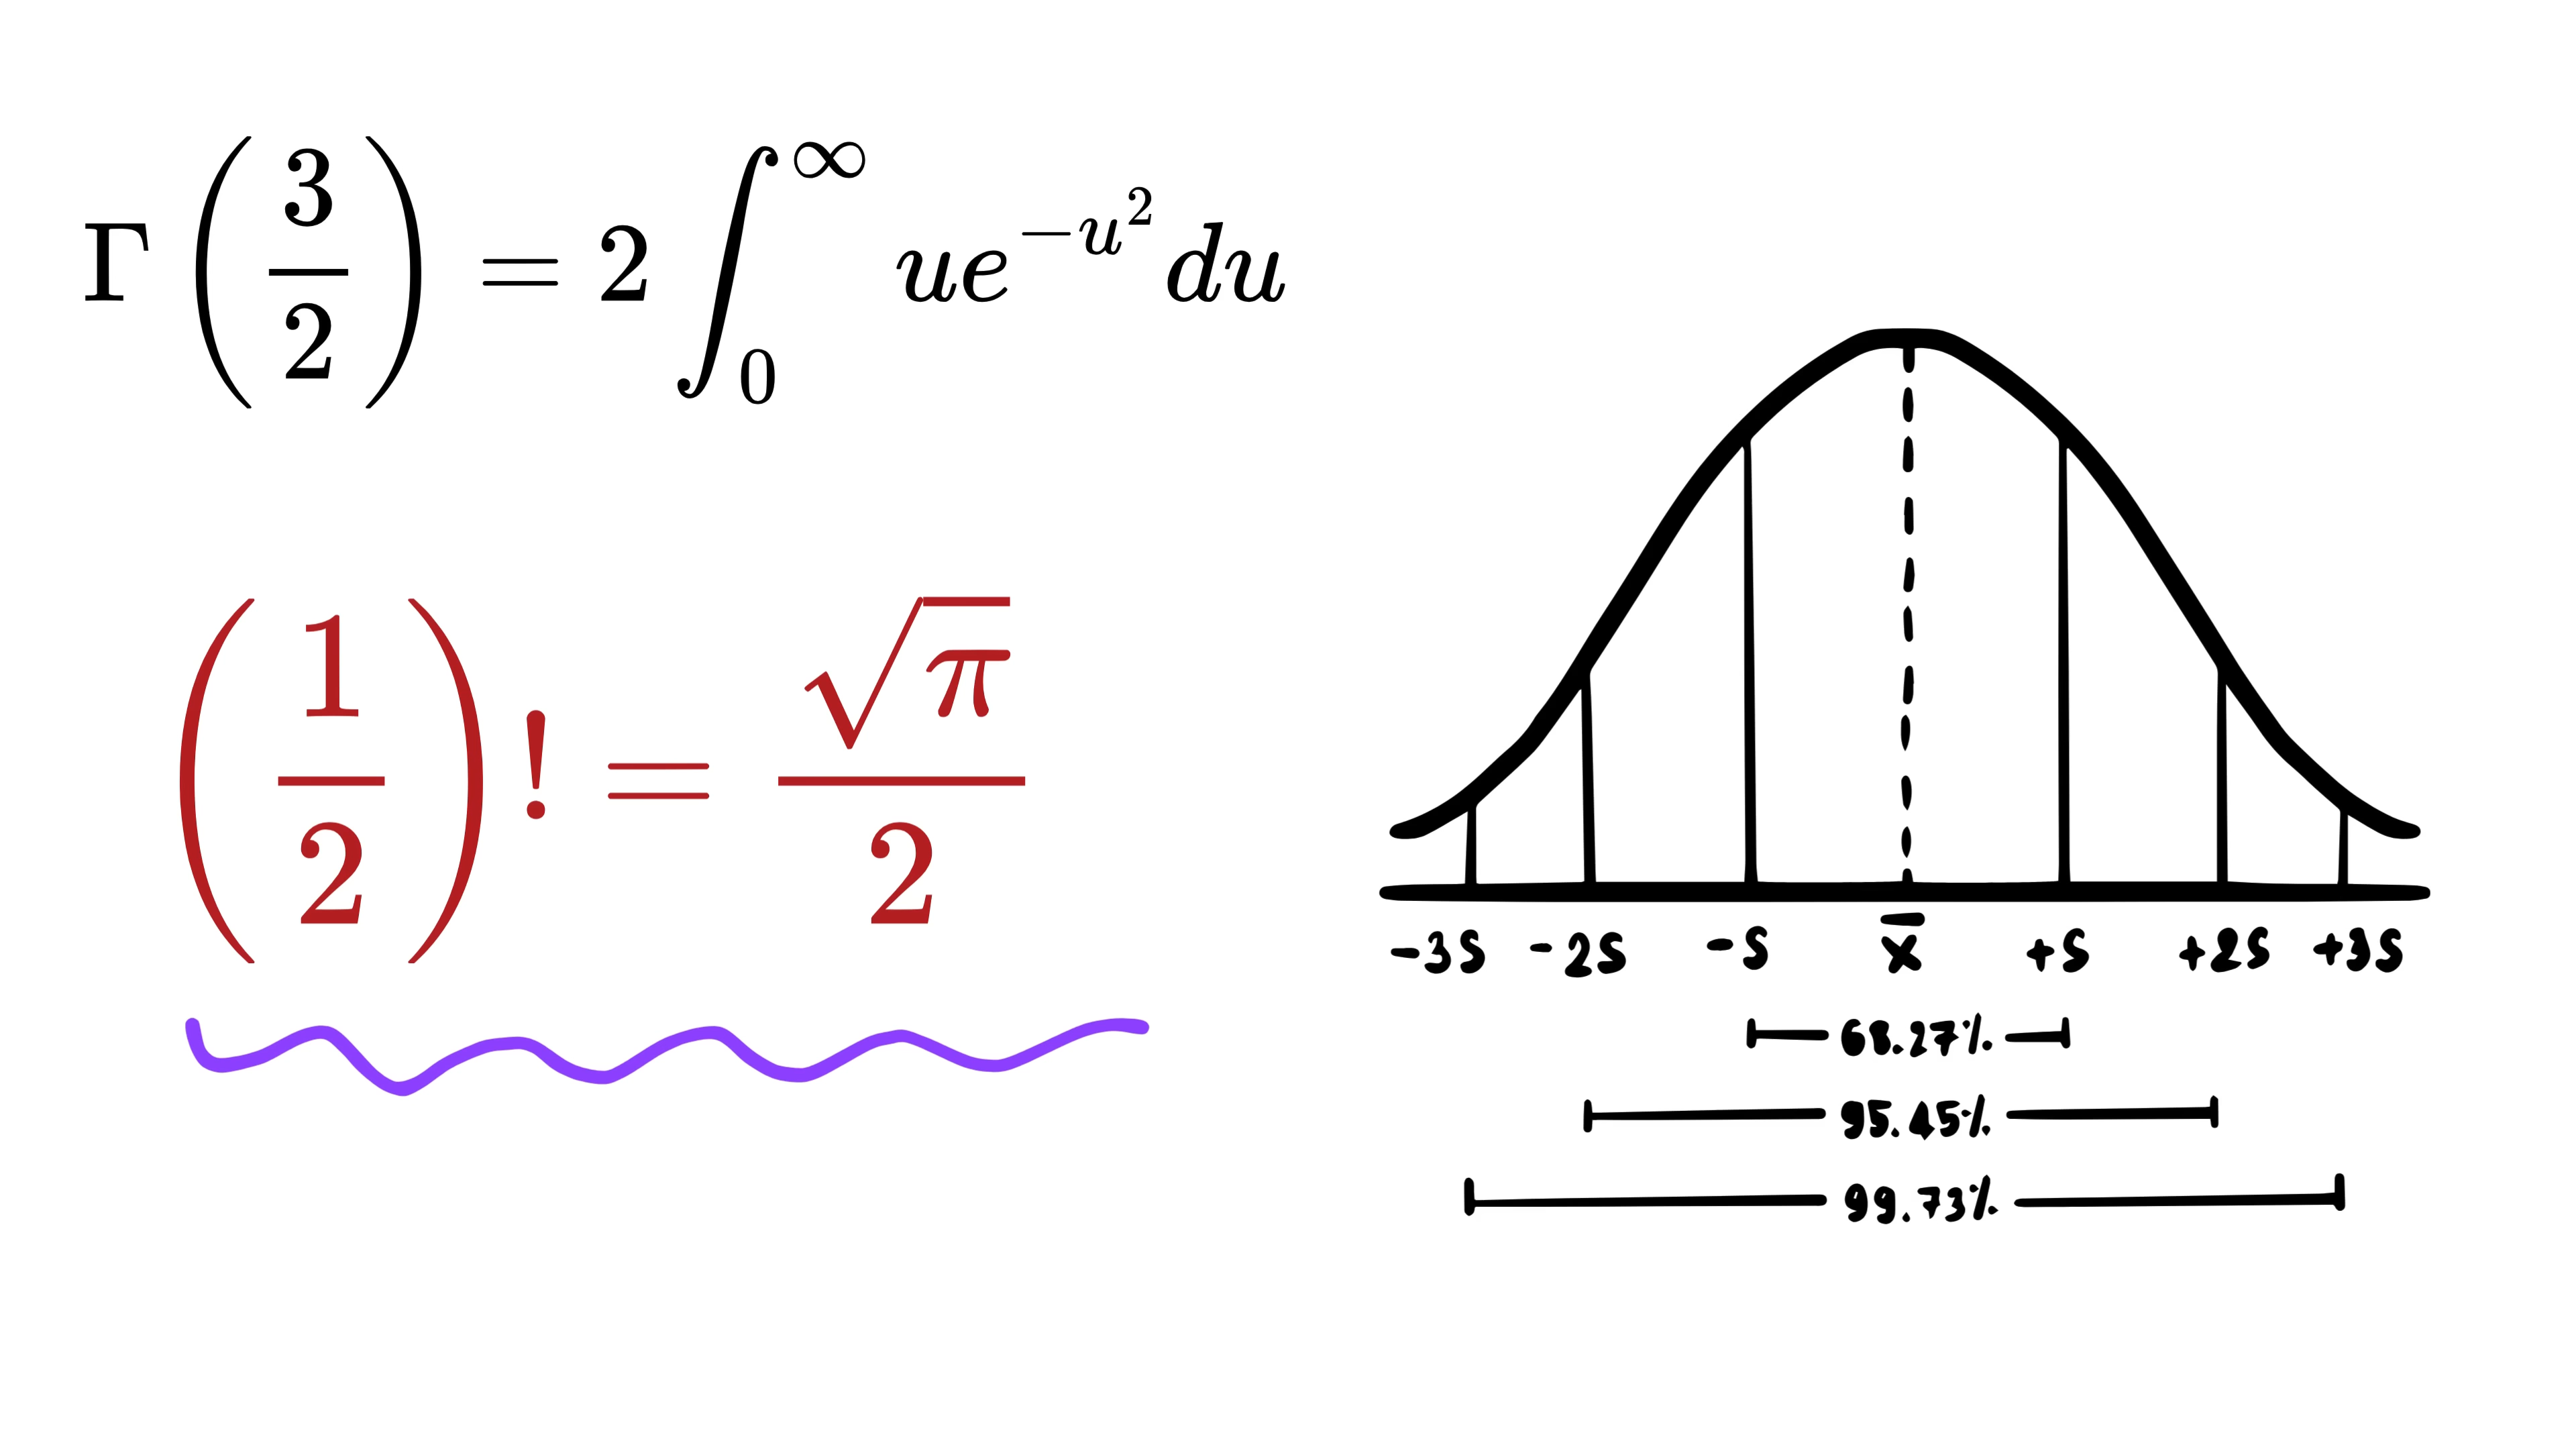 Γ(3/2) = 2∫₀^∞ ue^{-u²}du
(1/2)! = √π/2
-3s -2s -s x̄ +s +2s +3s
68.27%
95.45%
99.73%